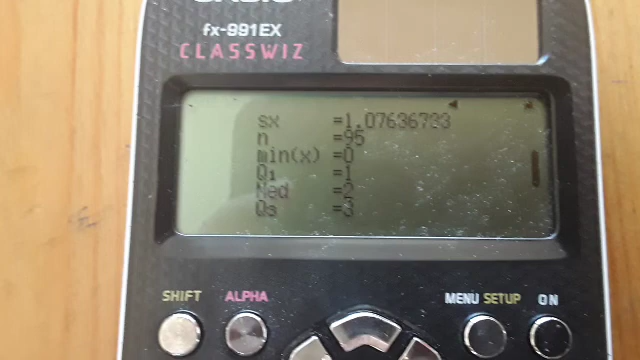 CASIO
fx-991EX
CLASSWIZ
sx =1.07636733
n =95
min(x) =0
Q₁ =1
Med =2
Q₃ =3
SHIFT ALPHA MENU SETUP ON